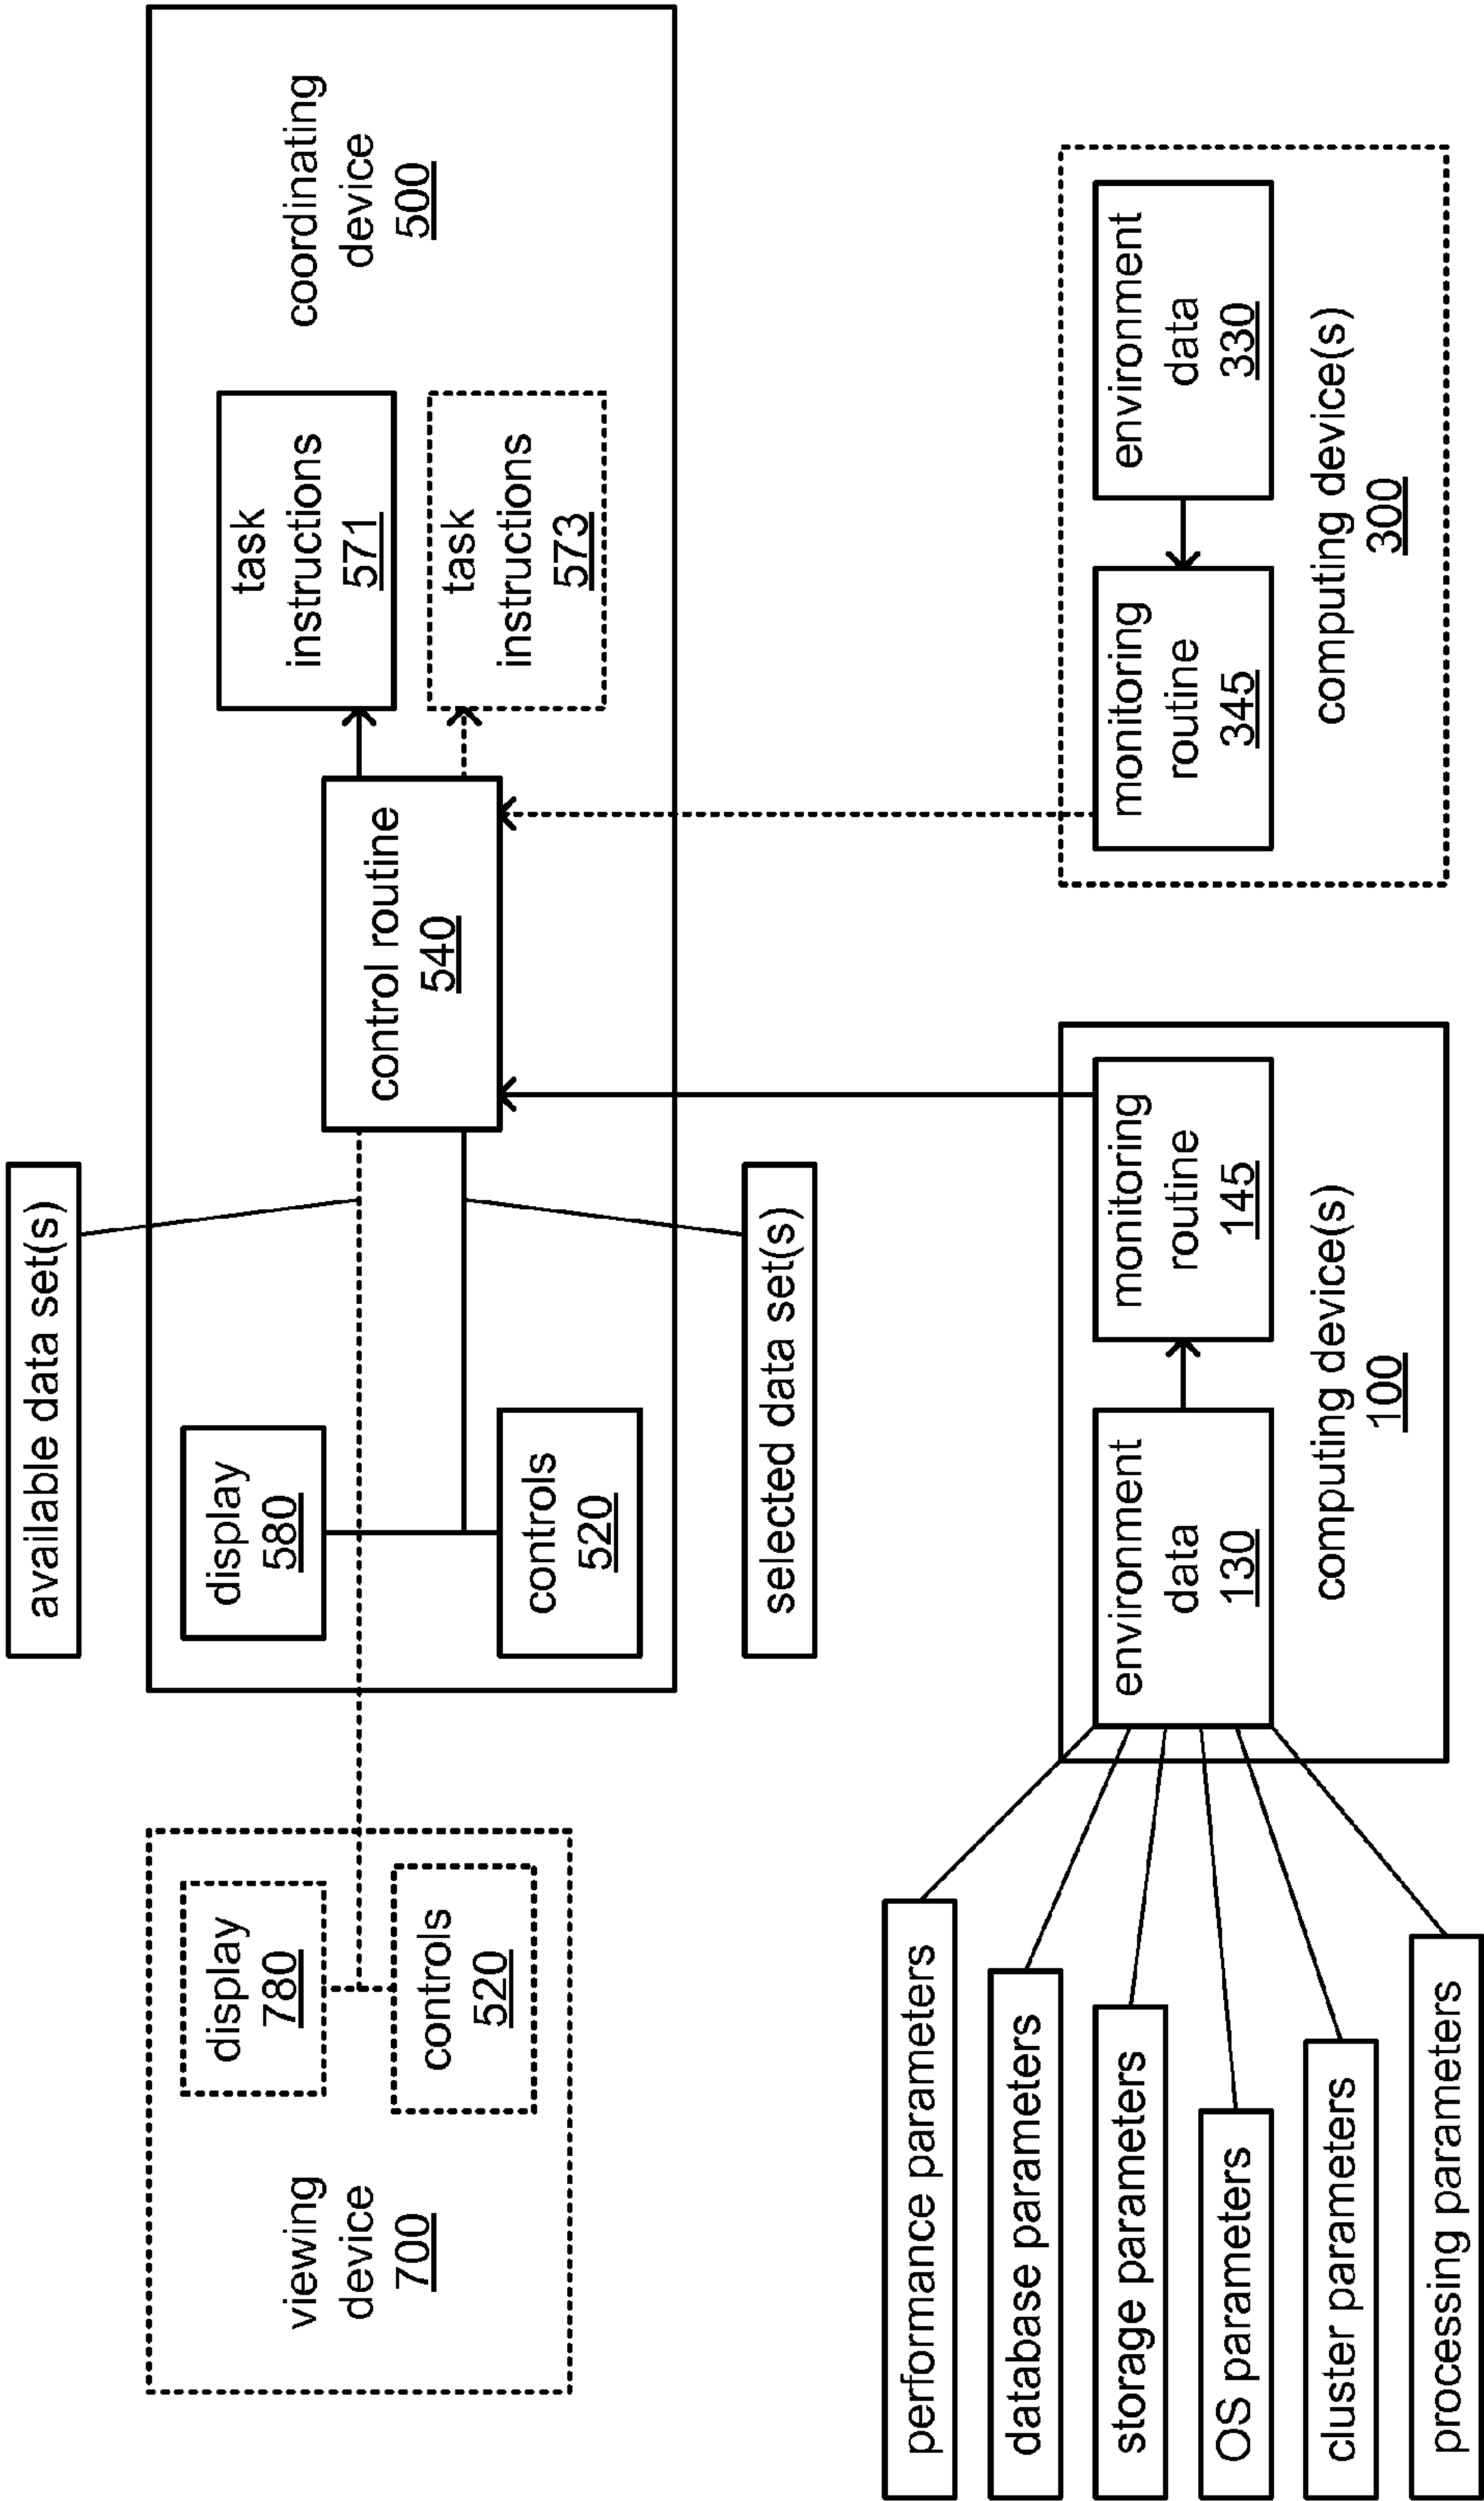 available data set(s)
viewing
device
700
display
780
controls
520
display
580
controls
520
control routine
540
task
instructions
571
task
instructions
573
coordinating
device
500
selected data set(s)
performance parameters
database parameters
storage parameters
OS parameters
cluster parameters
processing parameters
environment
data
130
monitoring
routine
145
computing device(s)
100
monitoring
routine
345
environment
data
330
computing device(s)
300